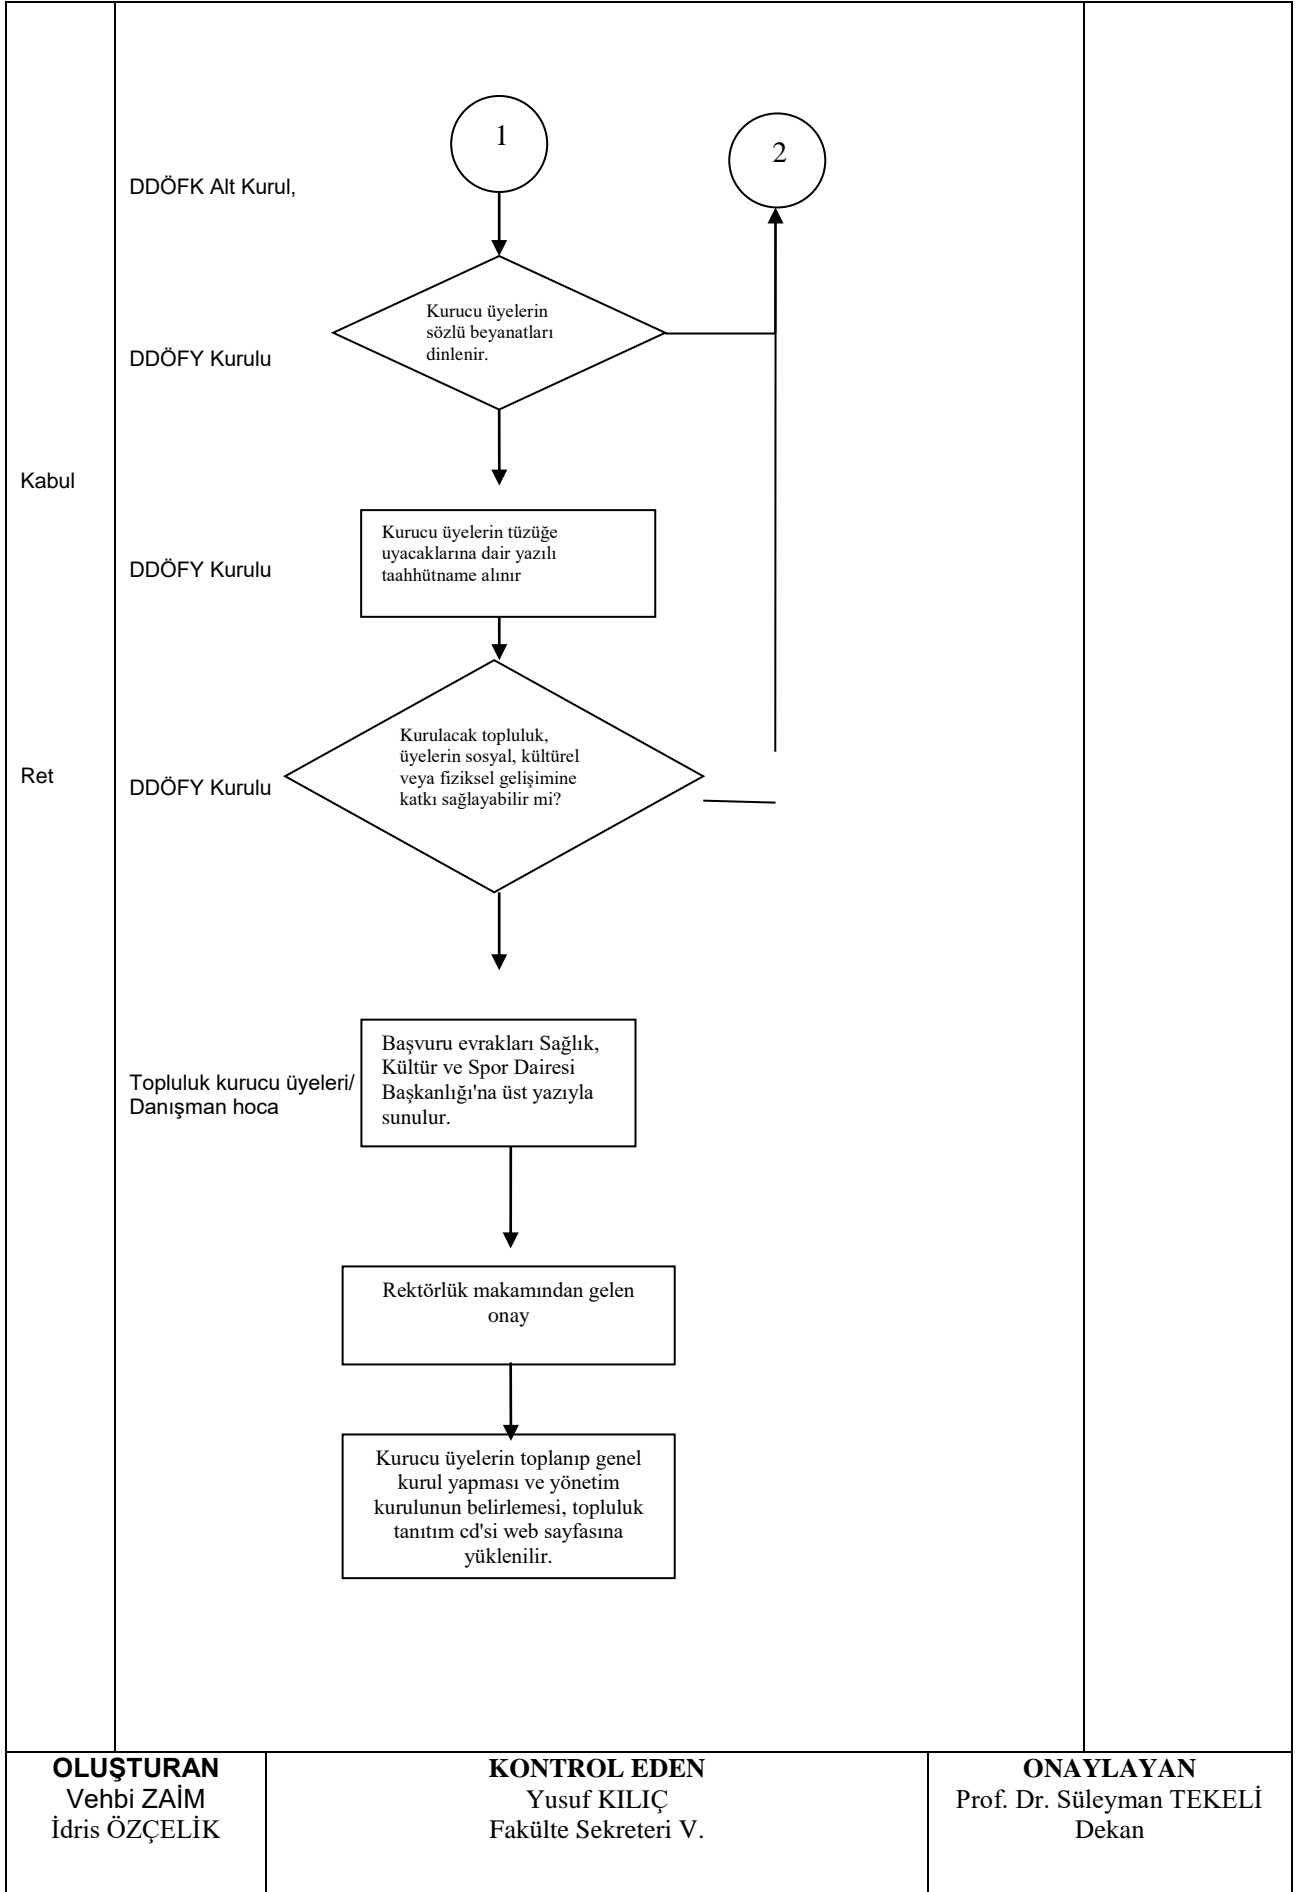 1
2
DDÖFK Alt Kurul,
Kurucu üyelerin
sözlü beyanatları
dinlenir.
DDÖFY Kurulu
Kabul
Kurucu üyelerin tüzüğe
uyacaklarına dair yazılı
taahhütname alınır
DDÖFY Kurulu
Kurulacak topluluk,
üyelerin sosyal, kültürel
veya fiziksel gelişimine
katkı sağlayabilir mi?
Ret
DDÖFY Kurulu
Başvuru evrakları Sağlık,
Kültür ve Spor Dairesi
Başkanlığı'na üst yazıyla
sunulur.
Topluluk kurucu üyeleri/
Danışman hoca
Rektörlük makamından gelen
onay
Kurucu üyelerin toplanıp genel
kurul yapması ve yönetim
kurulunun belirlemesi, topluluk
tanıtım cd'si web sayfasına
yüklenilir.
OLUŞTURAN
Vehbi ZAİM
İdris ÖZÇELİK
KONTROL EDEN
Yusuf KILIÇ
Fakülte Sekreteri V.
ONAYLAYAN
Prof. Dr. Süleyman TEKELİ
Dekan